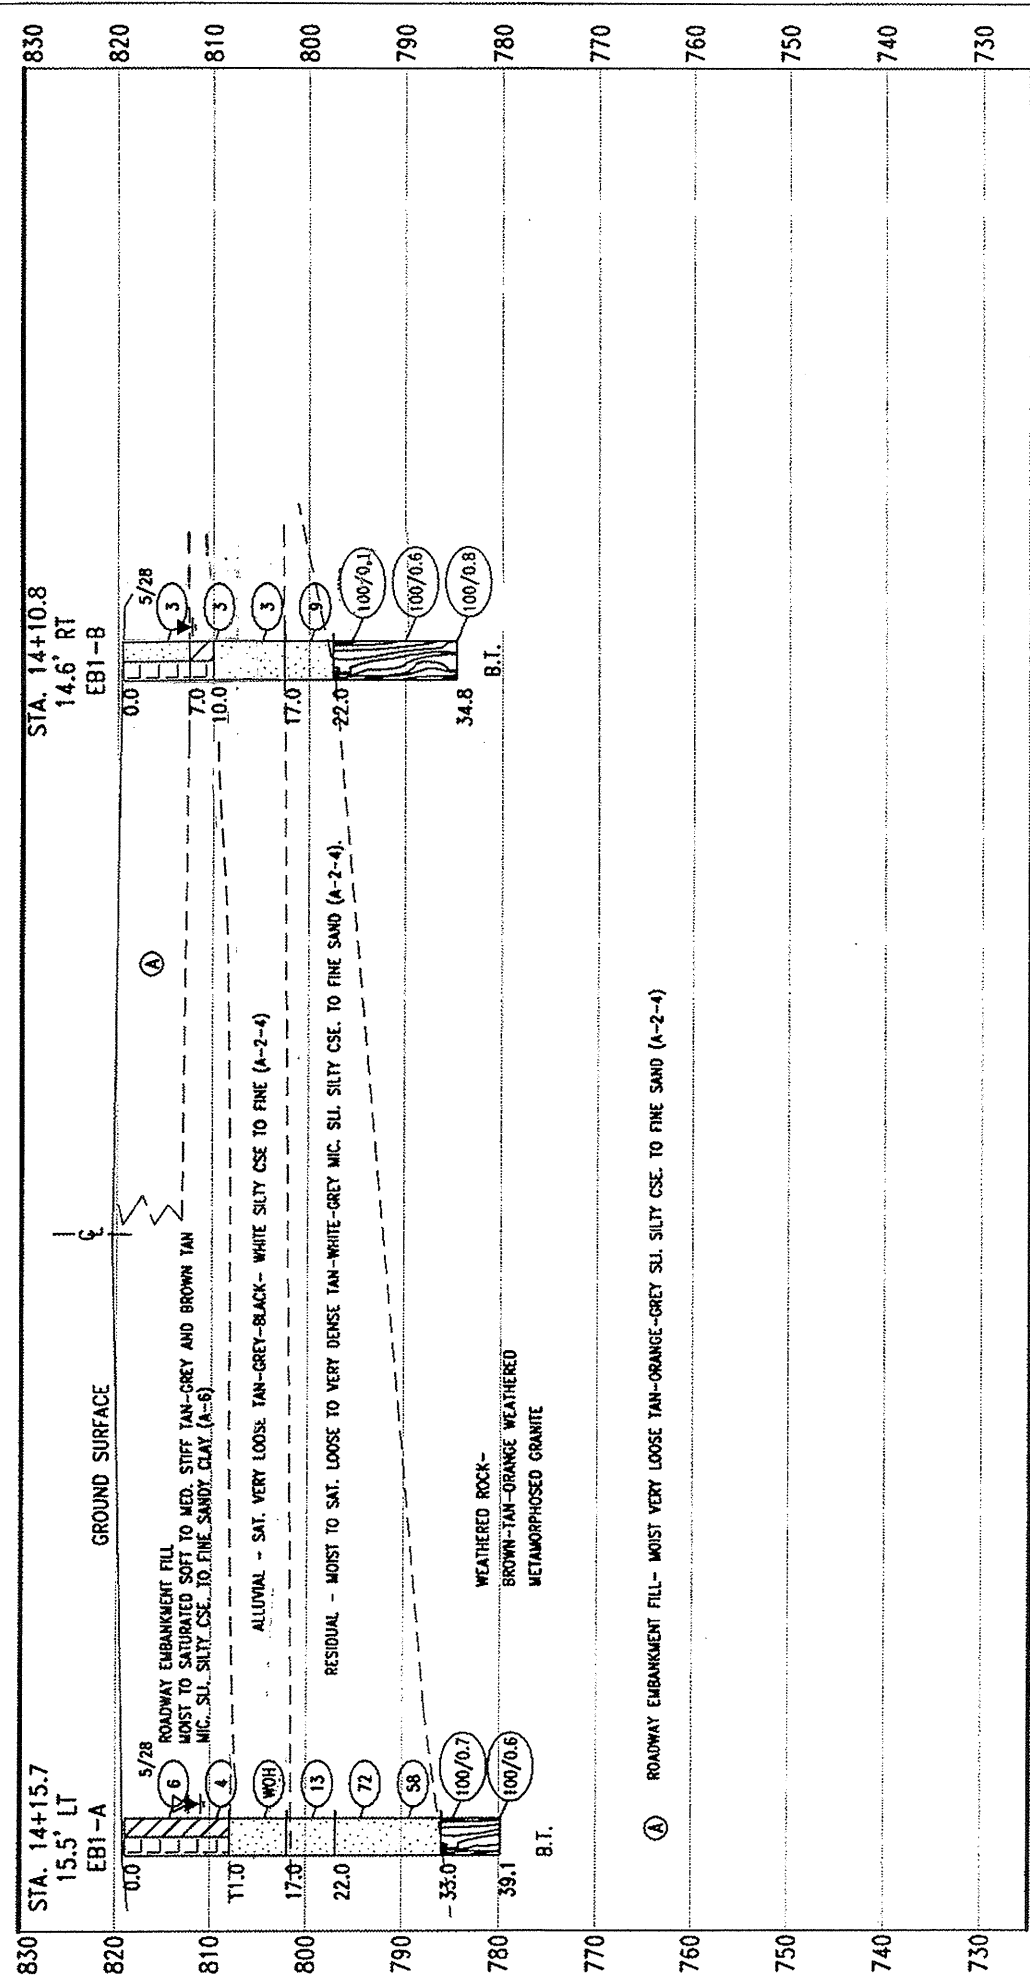 STA. 14+15.7
15.5' LT
EB1-A
STA. 14+10.8
14.6' RT
EB1-B
830
830
820
820
810
810
800
800
790
790
780
780
770
770
760
760
750
750
740
740
730
730
GROUND SURFACE
℄
5/28
0.0
6
4
11.0
WOH
17.0
13
22.0
72
58
33.0
100/0.7
100/0.6
39.1
B.T.
ROADWAY EMBANKMENT FILL
MOIST TO SATURATED SOFT TO MED. STIFF TAN-GREY AND BROWN TAN
MIC. SLI. SILTY CSE. TO FINE SANDY CLAY (A-6)
ALLUVIAL - SAT. VERY LOOSE TAN-GREY-BLACK- WHITE SILTY CSE TO FINE (A-2-4)
RESIDUAL - MOIST TO SAT. LOOSE TO VERY DENSE TAN-WHITE-GREY MIC. SLI. SILTY CSE. TO FINE SAND (A-2-4).
WEATHERED ROCK-
BROWN-TAN-ORANGE WEATHERED
METAMORPHOSED GRANITE
A
5/28
0.0
3
7.0
10.0
3
3
17.0
9
22.0
100/0.1
100/0.6
100/0.8
34.8
B.T.
A ROADWAY EMBANKMENT FILL- MOIST VERY LOOSE TAN-ORANGE-GREY SLI. SILTY CSE. TO FINE SAND (A-2-4)